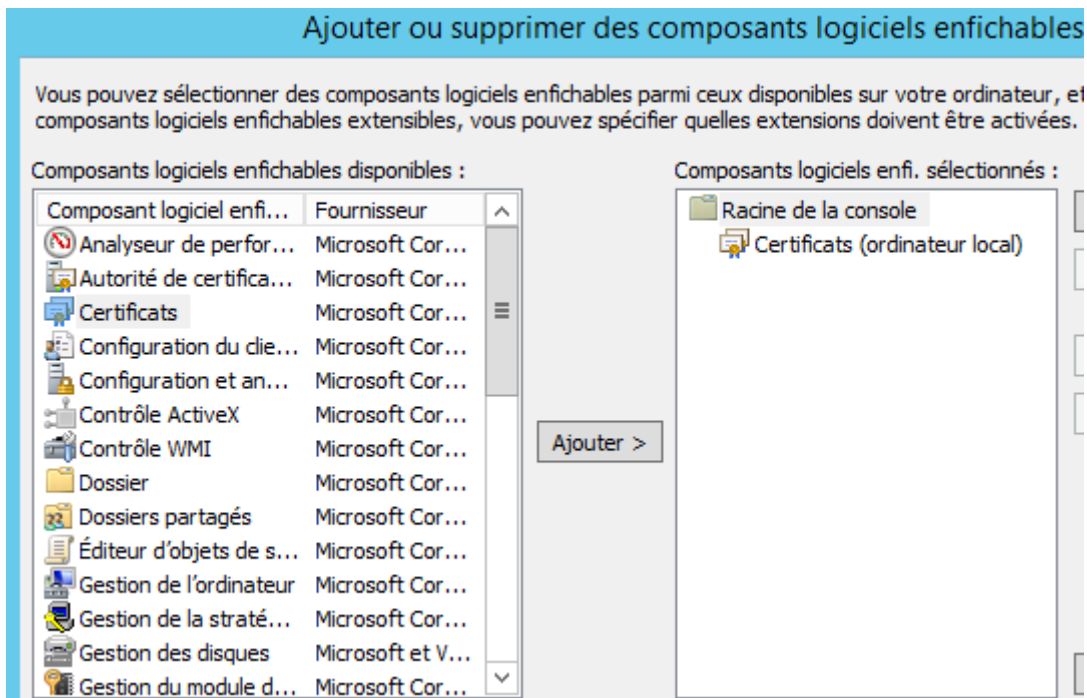 Ajouter ou supprimer des composants logiciels enfichables
Vous pouvez sélectionner des composants logiciels enfichables parmi ceux disponibles sur votre ordinateur, et
composants logiciels enfichables extensibles, vous pouvez spécifier quelles extensions doivent être activées.
Composants logiciels enfichables disponibles :
Composant logiciel enfi... Fournisseur
Analyseur de perfor... Microsoft Cor...
Autorité de certifica... Microsoft Cor...
Certificats Microsoft Cor...
Configuration du clie... Microsoft Cor...
Configuration et an... Microsoft Cor...
Contrôle ActiveX Microsoft Cor...
Contrôle WMI Microsoft Cor...
Dossier Microsoft Cor...
Dossiers partagés Microsoft Cor...
Éditeur d'objets de s... Microsoft Cor...
Gestion de l'ordinateur Microsoft Cor...
Gestion de la straté... Microsoft Cor...
Gestion des disques Microsoft et V...
Gestion du module d... Microsoft Cor...
Ajouter >
Composants logiciels enfi. sélectionnés :
Racine de la console
Certificats (ordinateur local)